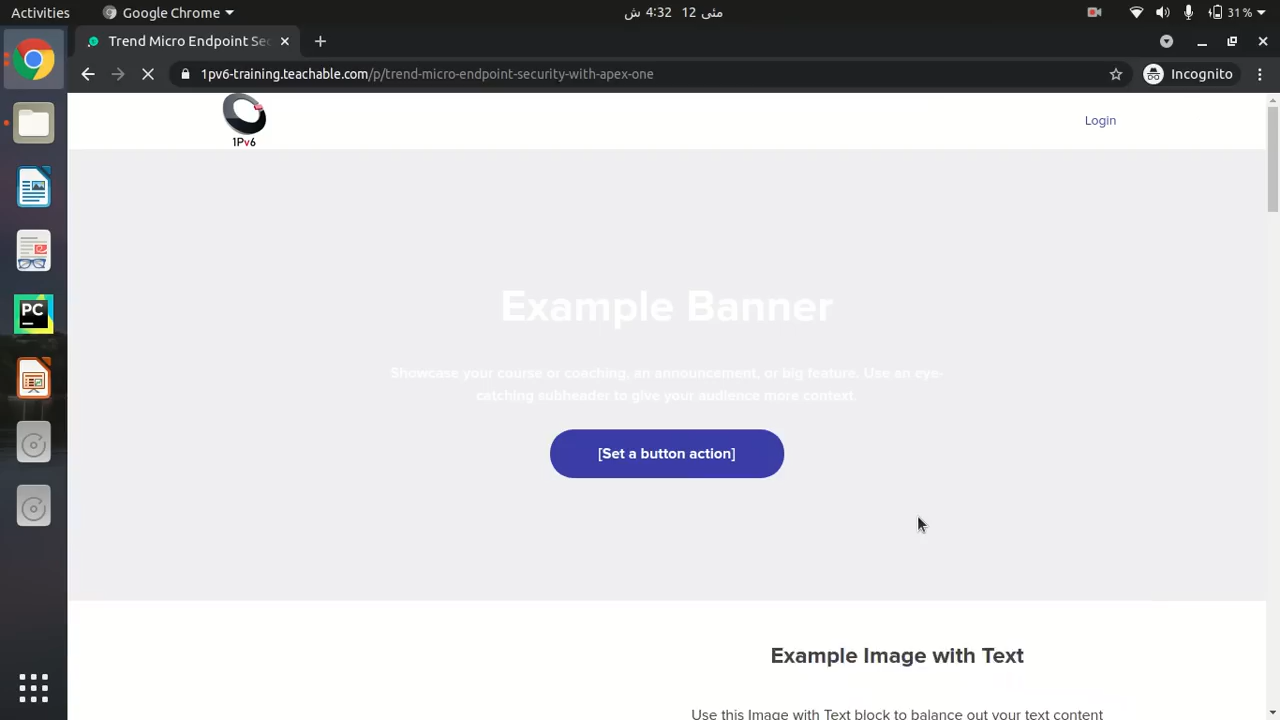 Activities
Google Chrome
مئی 12 4:32 ش
31 %
Trend Micro Endpoint Sec
1pv6-training.teachable.com/p/trend-micro-endpoint-security-with-apex-one
Incognito
1Pv6
Login
Example Banner
Showcase your course or coaching, an announcement, or big feature. Use an eye-
catching subheader to give your audience more context.
[Set a button action]
PC
Example Image with Text
Use this Image with Text block to balance out your text content